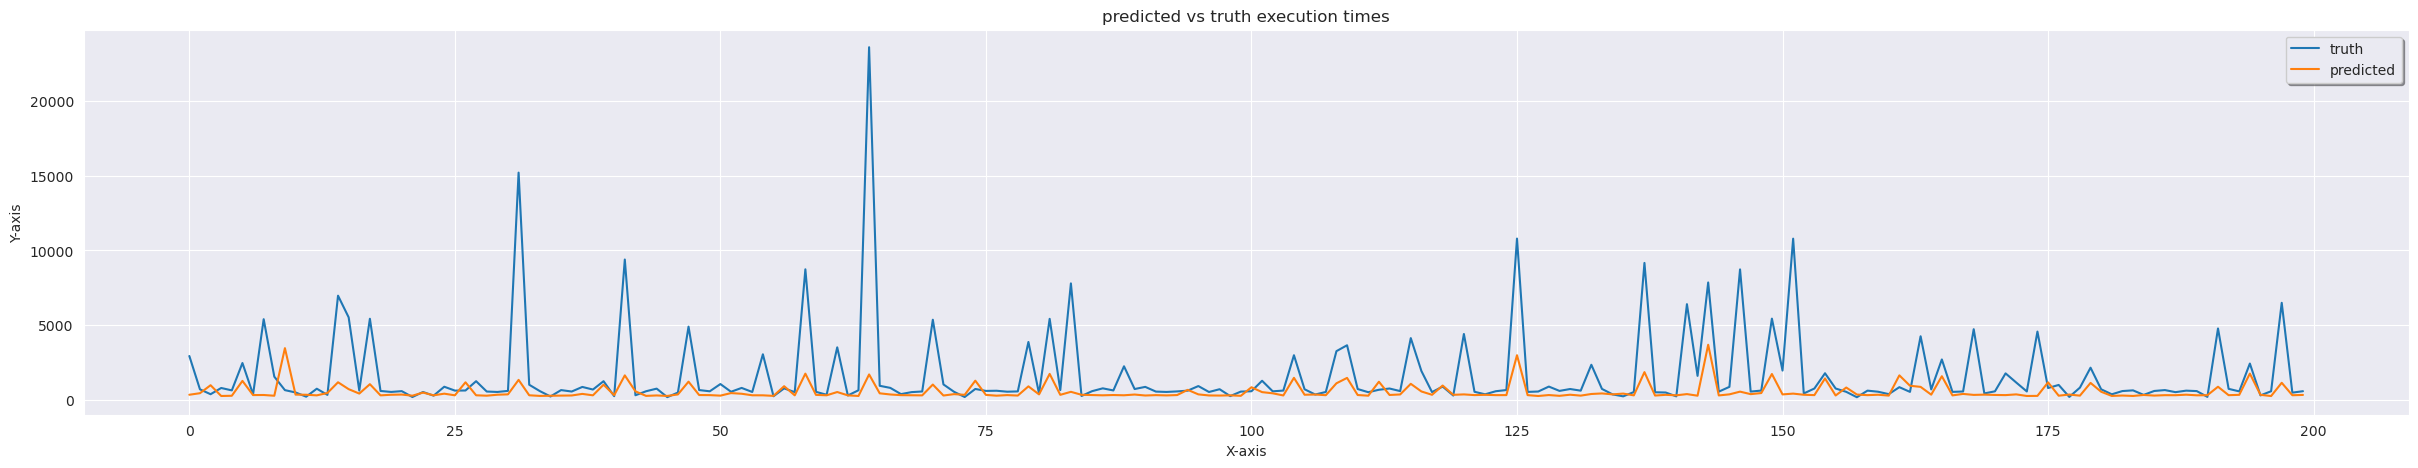 predicted vs truth execution times
truth
predicted
Y-axis
20000
15000
10000
5000
0
0 25 50 75 100 125 150 175 200
X-axis